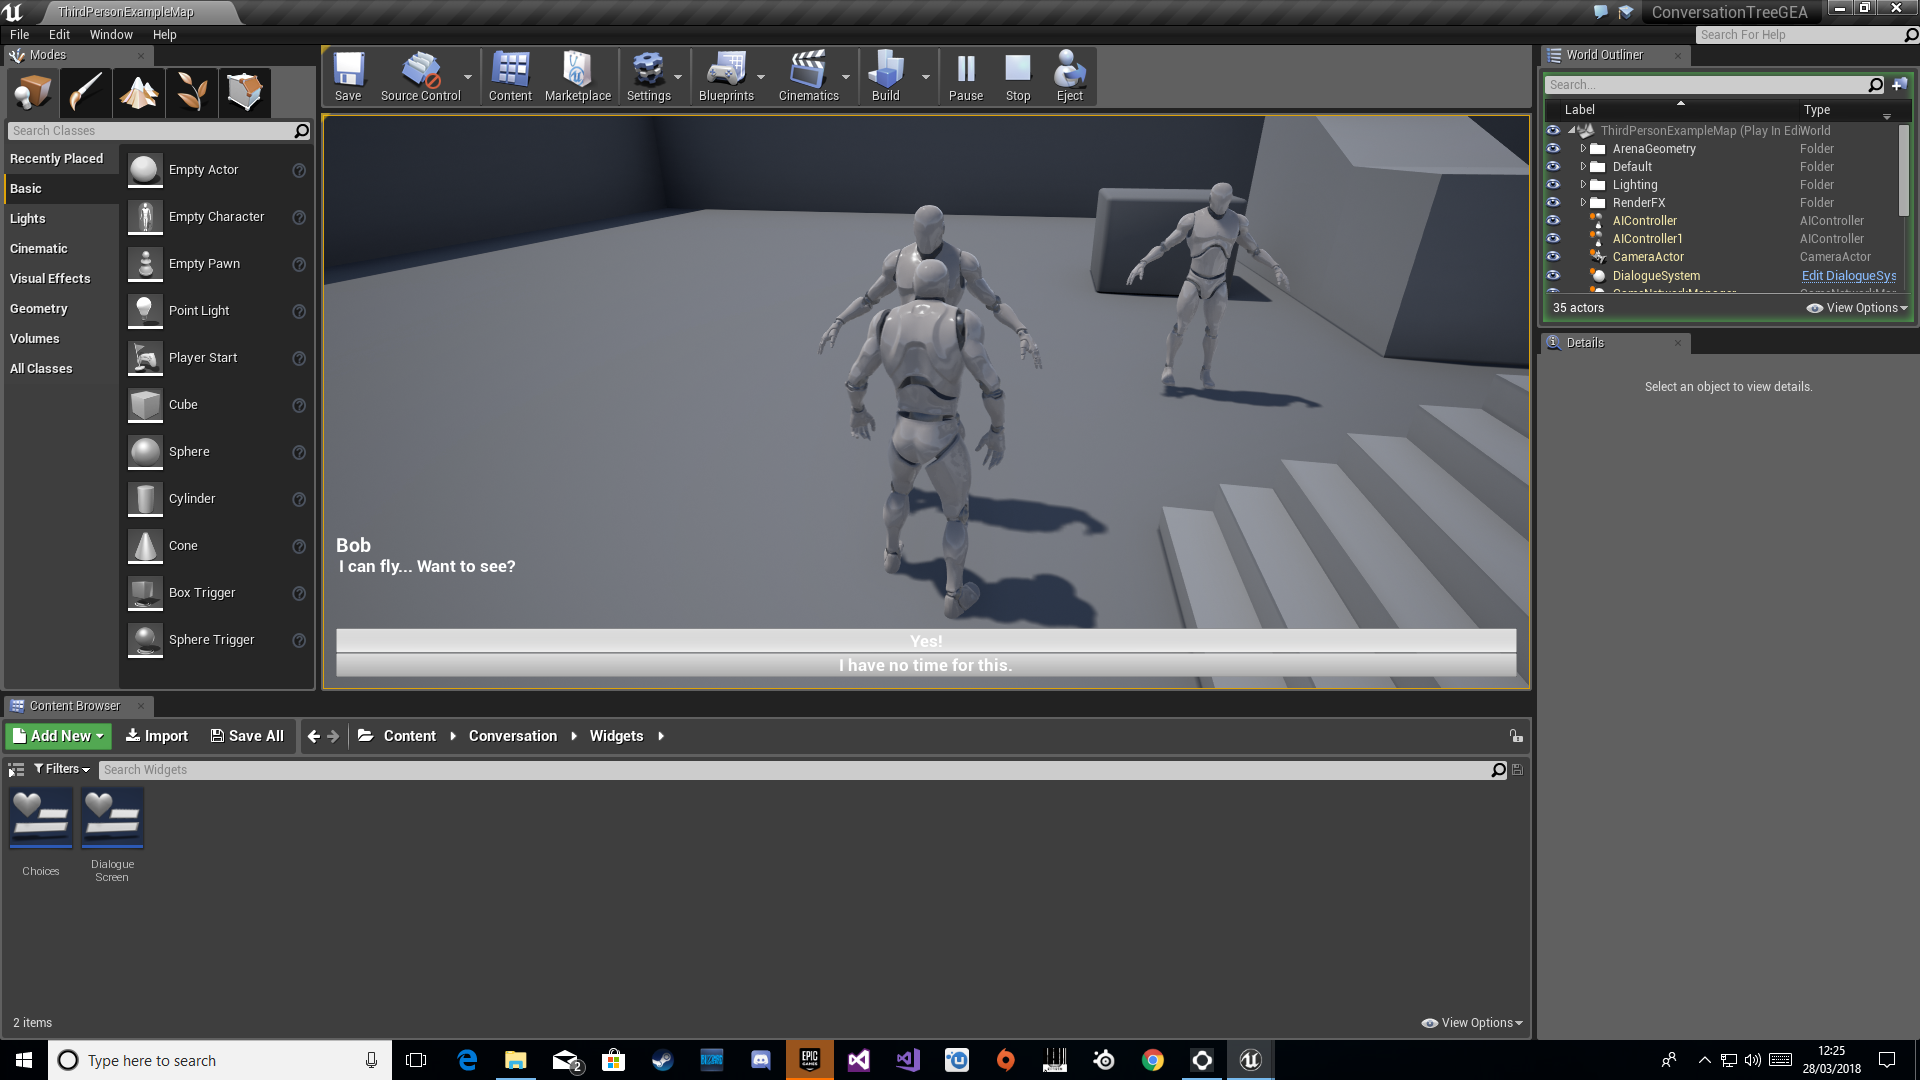 ThirdPersonExampleMap
ConversationTreeGEA
File Edit Window Help
Search For Help
Modes
Search Classes
Recently Placed
Basic
Lights
Cinematic
Visual Effects
Geometry
Volumes
All Classes
Empty Actor
Empty Character
Empty Pawn
Point Light
Player Start
Cube
Sphere
Cylinder
Cone
Box Trigger
Sphere Trigger
Save
Source Control
Content
Marketplace
Settings
Blueprints
Cinematics
Build
Pause
Stop
Eject
Bob
I can fly... Want to see?
Yes!
I have no time for this.
World Outliner
Search...
Label Type
ThirdPersonExampleMap (Play In Edi World
ArenaGeometry Folder
Default Folder
Lighting Folder
RenderFX Folder
AIController AIController
AIController1 AIController
CameraActor CameraActor
DialogueSystem Edit DialogueSys
35 actors
View Options
Details
Select an object to view details.
Content Browser
Add New Import Save All Content Conversation Widgets
Filters Search Widgets
Choices
Dialogue
Screen
2 items
View Options
Type here to search
2
EPIC
GAMES
12:25
28/03/2018